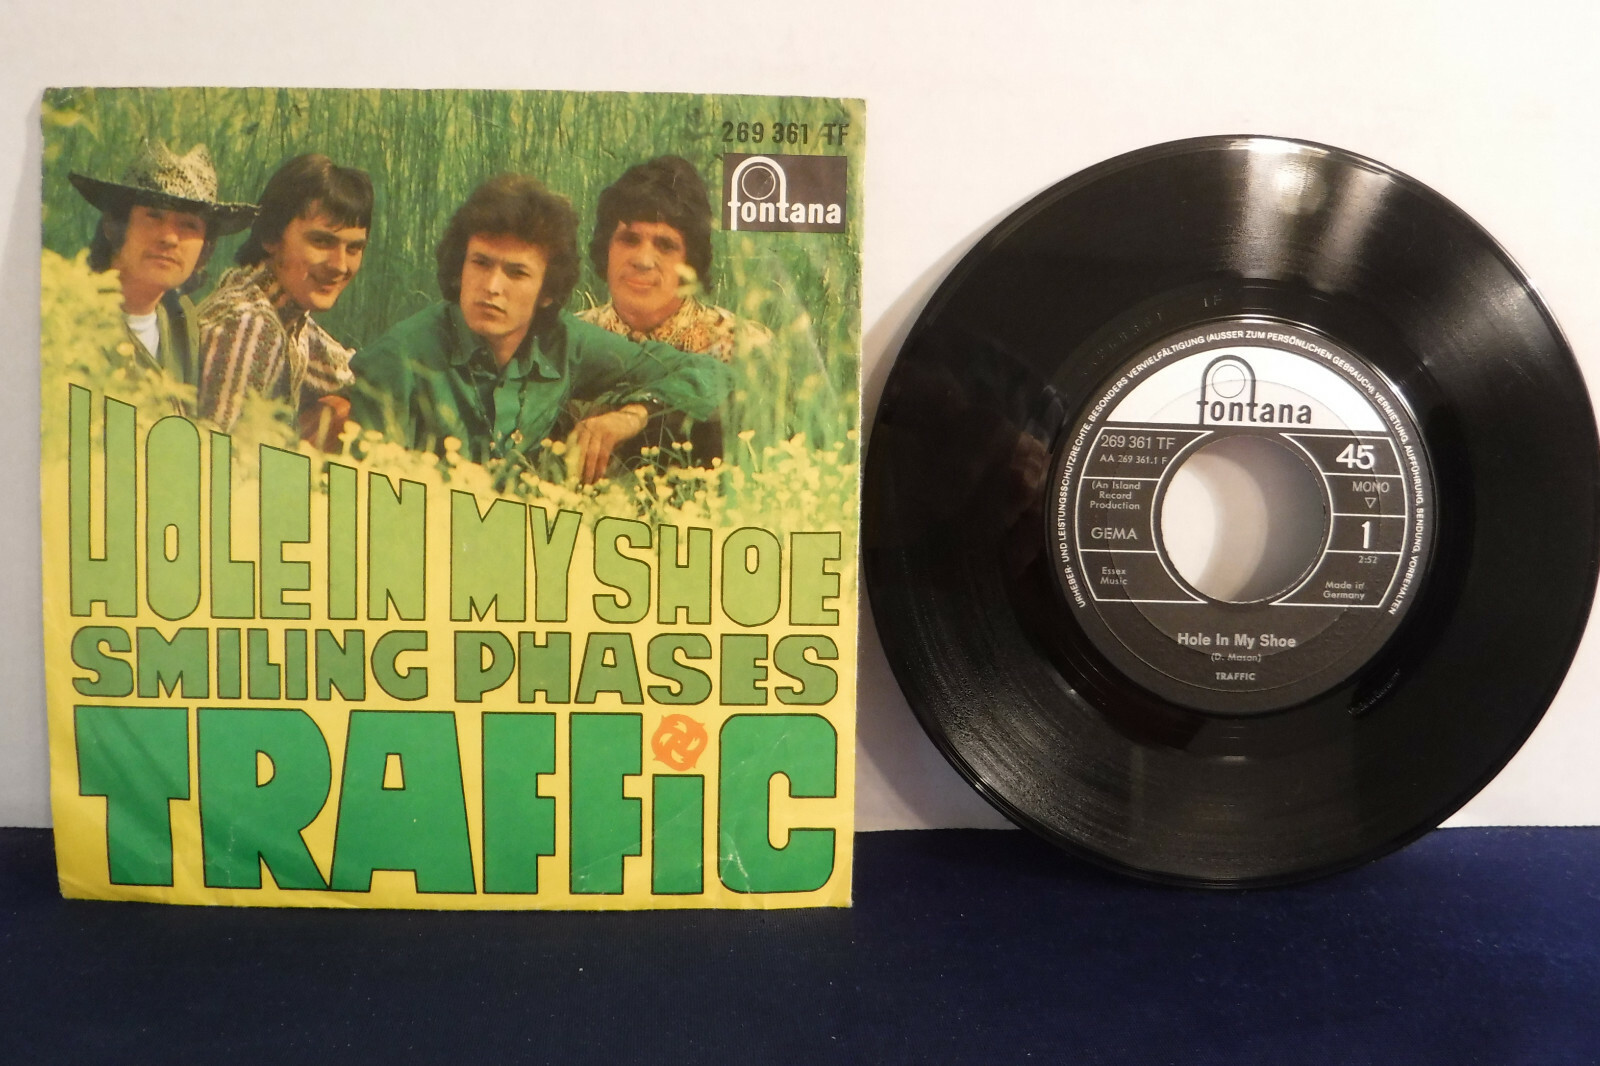 269 361 TF
fontana
HOLE IN MY SHOE
SMILING PHASES
TRAFFiC
URHEBER- UND LEISTUNGSSCHUTZRECHTE, BESONDERS VERVIELFÄLTIGUNG (AUSSER ZUM PERSÖNLICHEN GEBRAUCH), VERMIETUNG, AUFFÜHRUNG, SENDUNG, VORBEHALTEN
fontana
269 361 TF
AA 269 361.1 F
(An Island
Record
Production
GEMA
Essex
Music
45
MONO
1
2:52
Made in
Germany
Hole In My Shoe
(D. Mason)
TRAFFIC